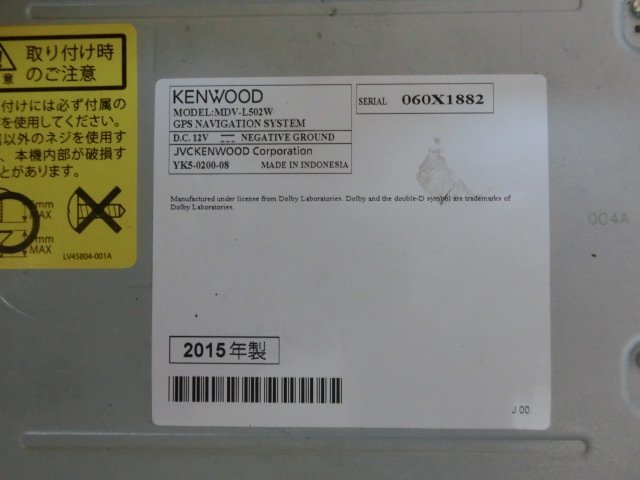 取り付け時
意 のご注意
付けには必ず付属の
を使用してください。
以外のネジを使用す
、本機内部が破損す
とがあります。
mm
MAX
mm
MAX
LV45804-001A
KENWOOD
MODEL:MDV-L502W
GPS NAVIGATION SYSTEM
D.C. 12V NEGATIVE GROUND
JVCKENWOOD Corporation
YK5-0200-08 MADE IN INDONESIA
SERIAL 060X1882
Manufactured under license from Dolby Laboratories. Dolby and the double-D symbol are trademarks of
Dolby Laboratories.
004A
2015年製
J 00